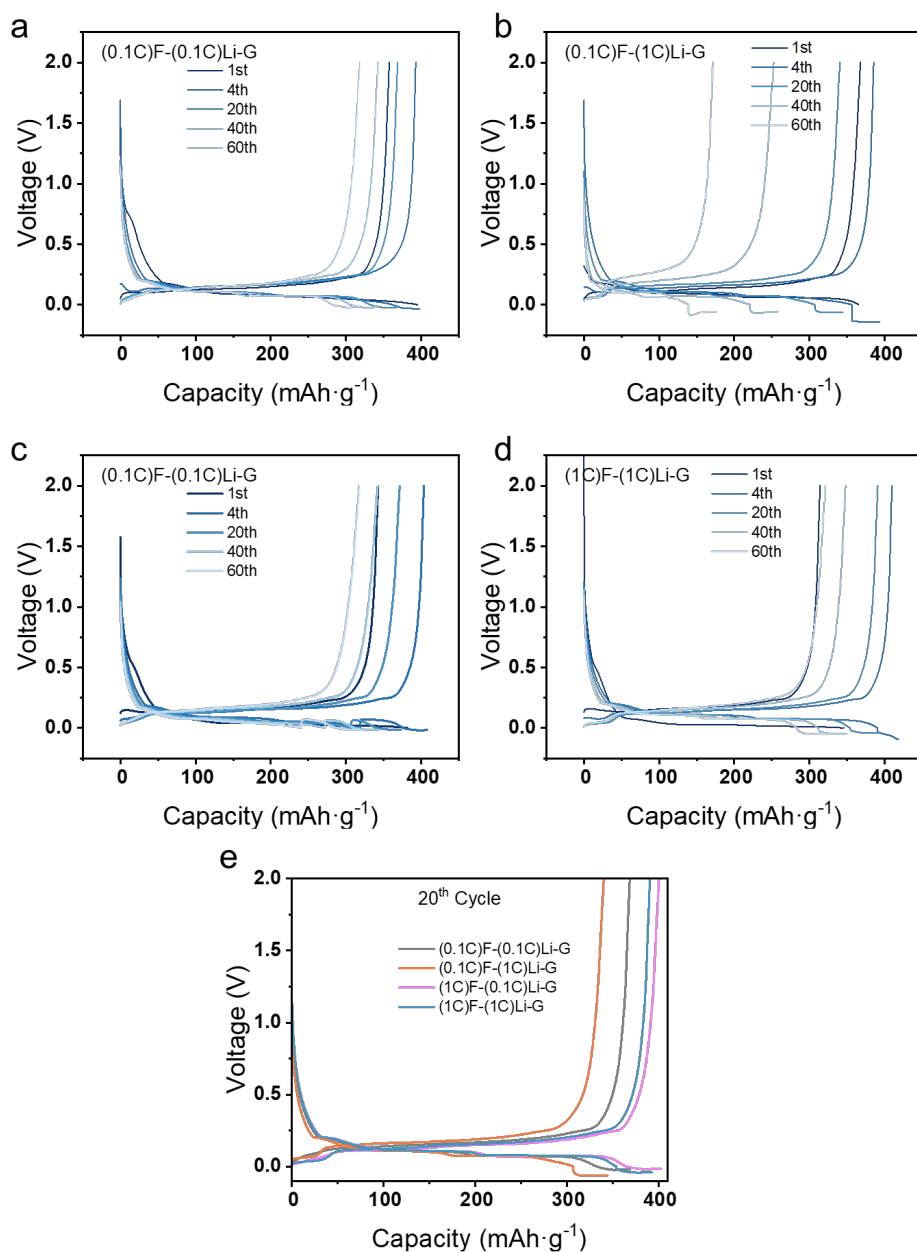 a
(0.1C)F-(0.1C)Li-G
1st
4th
20th
40th
60th
2.0
1.5
1.0
0.5
0.0
Voltage (V)
0 100 200 300 400
Capacity (mAh·g⁻¹)
b
(0.1C)F-(1C)Li-G
1st
4th
20th
40th
60th
2.0
1.5
1.0
0.5
0.0
Voltage (V)
0 100 200 300 400
Capacity (mAh·g⁻¹)
c
(0.1C)F-(0.1C)Li-G
1st
4th
20th
40th
60th
2.0
1.5
1.0
0.5
0.0
Voltage (V)
0 100 200 300 400
Capacity (mAh·g⁻¹)
d
(1C)F-(1C)Li-G
1st
4th
20th
40th
60th
2.0
1.5
1.0
0.5
0.0
Voltage (V)
0 100 200 300 400
Capacity (mAh·g⁻¹)
e
20ᵗʰ Cycle
(0.1C)F-(0.1C)Li-G
(0.1C)F-(1C)Li-G
(1C)F-(0.1C)Li-G
(1C)F-(1C)Li-G
2.0
1.5
1.0
0.5
0.0
Voltage (V)
0 100 200 300 400
Capacity (mAh·g⁻¹)